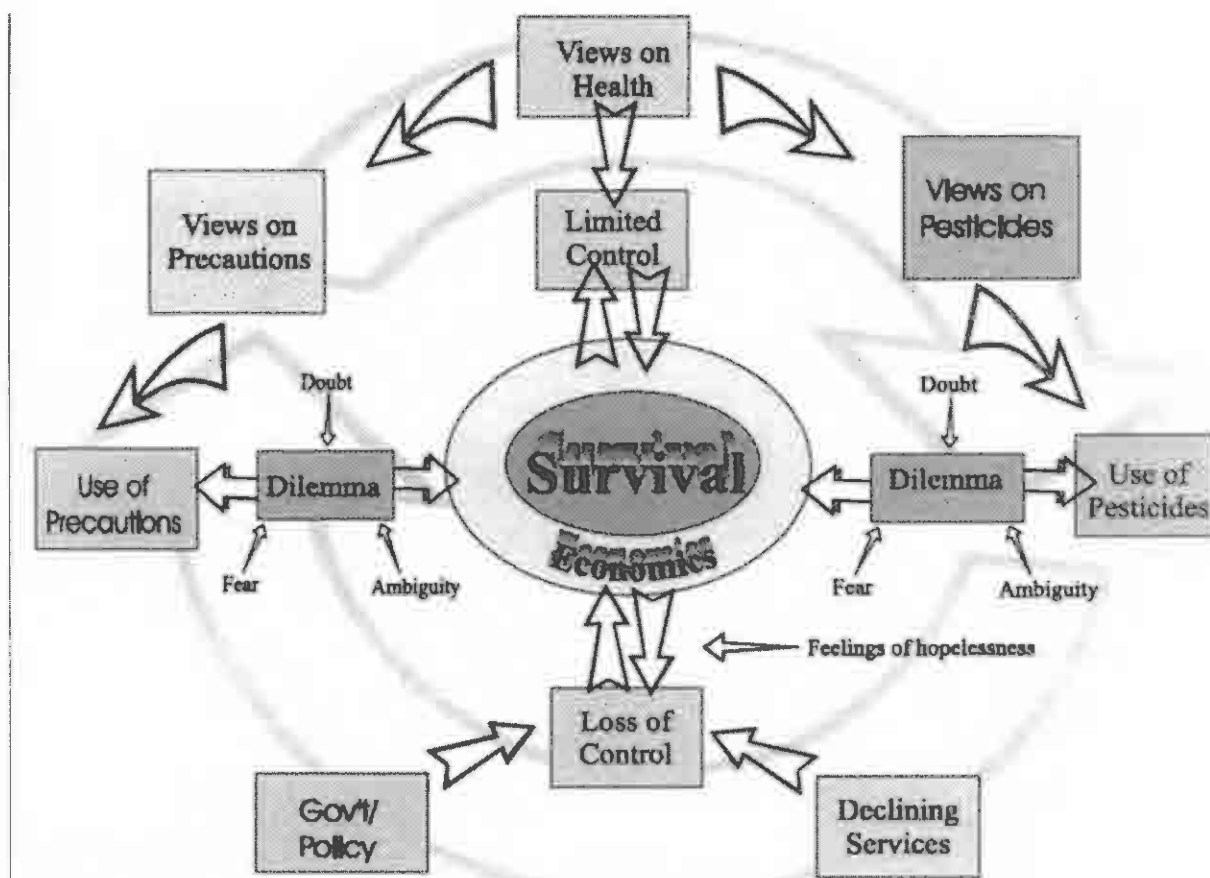 Views on
Health
Views on
Precautions
Limited
Control
Views on
Pesticides
Doubt
Doubt
Use of
Precautions
Dilemma
Survival
Economics
Dilemma
Use of
Pesticides
Fear
Ambiguity
Fear
Ambiguity
Feelings of hopelessness
Loss of
Control
Gov't/
Policy
Declining
Services